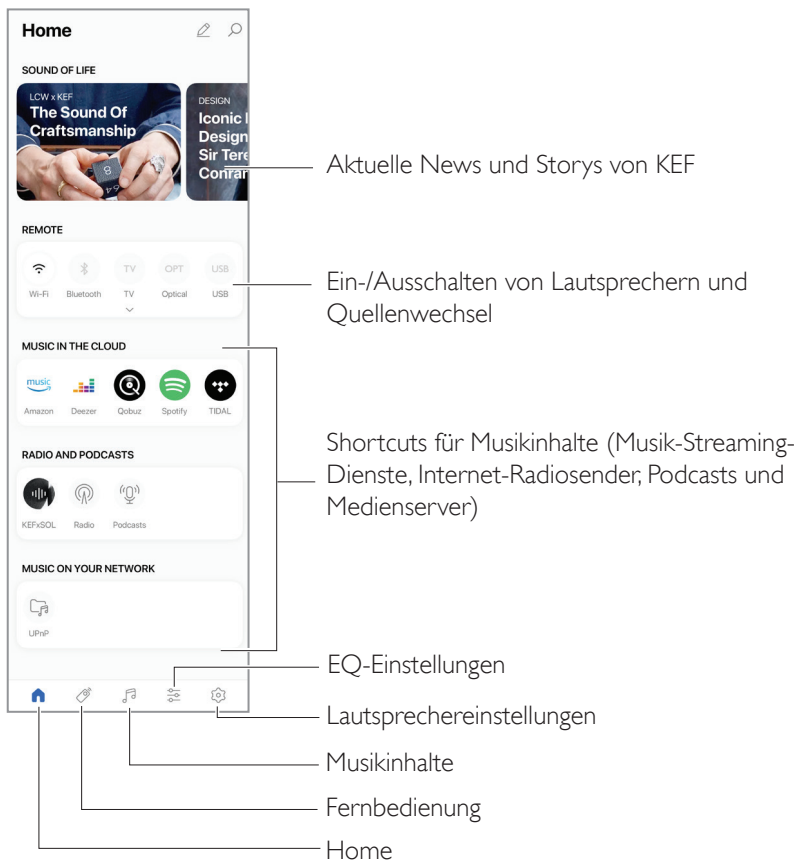 Home
SOUND OF LIFE
LCW x KEF
The Sound Of
Craftsmanship
DESIGN
Iconic
Design
Sir Tere
Conran
Aktuelle News und Storys von KEF
REMOTE
TV OPT USB
Wi-Fi Bluetooth TV Optical USB
Ein-/Ausschalten von Lautsprechern und
Quellenwechsel
MUSIC IN THE CLOUD
music
Amazon Deezer Qobuz Spotify TIDAL
Shortcuts für Musikinhalte (Musik-Streaming-
Dienste, Internet-Radiosender, Podcasts und
Medienserver)
RADIO AND PODCASTS
KEFxSOL Radio Podcasts
MUSIC ON YOUR NETWORK
UPnP
EQ-Einstellungen
Lautsprechereinstellungen
Musikinhalte
Fernbedienung
Home